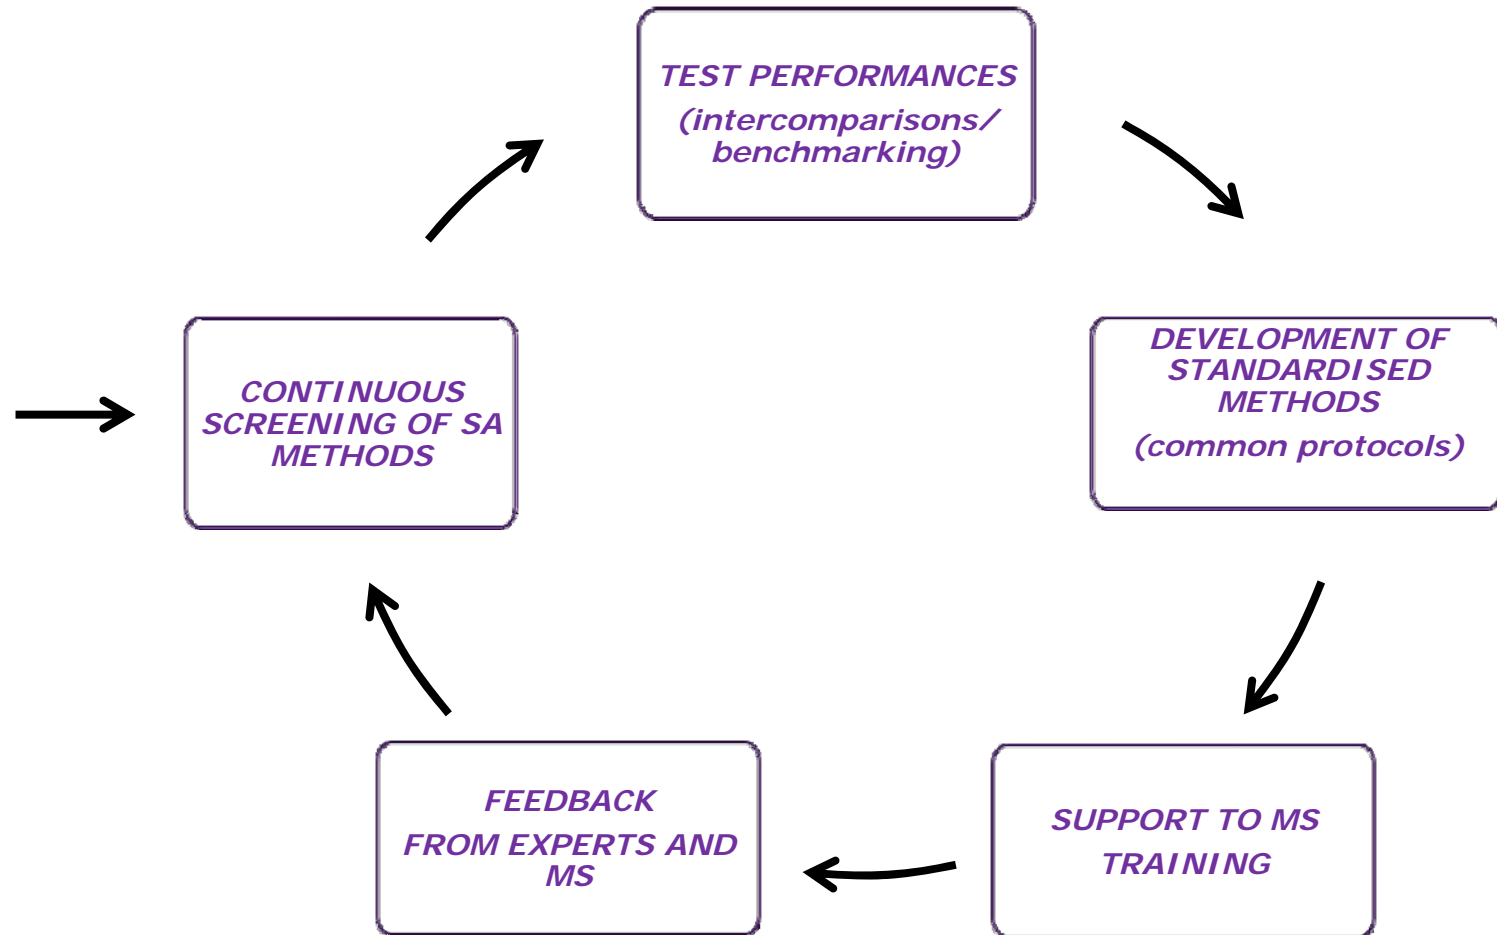 TEST PERFORMANCES
(intercomparisons/
benchmarking)
CONTINUOUS
SCREENING OF SA
METHODS
DEVELOPMENT OF
STANDARDISED
METHODS
(common protocols)
FEEDBACK
FROM EXPERTS AND
MS
SUPPORT TO MS
TRAINING